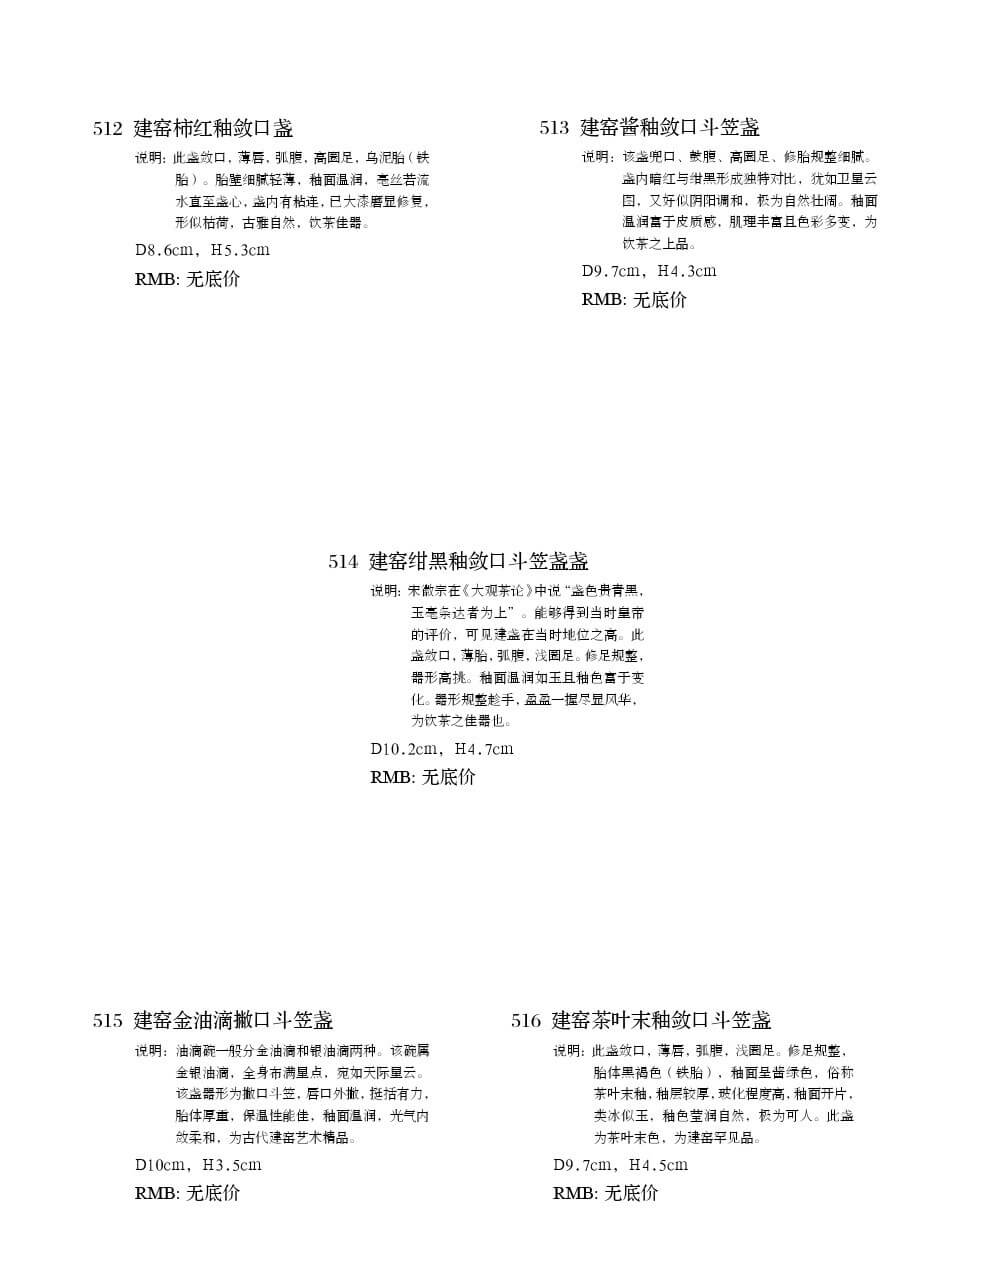 512 建窑柿红釉敛口盏
说明：此盏敛口，薄唇，弧腹，高圈足，乌泥胎（铁
胎）。胎壁细腻轻薄，釉面温润，毫丝若流
水直至盏心，盏内有粘连，已大漆磨显修复，
形似枯荷，古雅自然，饮茶佳器。
D8.6cm，H5.3cm
RMB: 无底价
513 建窑酱釉敛口斗笠盏
说明：该盏兜口、鼓腹、高圈足、修胎规整细腻。
盏内暗红与绀黑形成独特对比，犹如卫星云
图，又好似阴阳调和，极为自然壮阔。釉面
温润富于皮质感，肌理丰富且色彩多变，为
饮茶之上品。
D9.7cm，H4.3cm
RMB: 无底价
514 建窑绀黑釉敛口斗笠盏盏
说明：宋徽宗在《大观茶论》中说“盏色贵青黑，
玉毫条达者为上”。能够得到当时皇帝
的评价，可见建盏在当时地位之高。此
盏敛口，薄胎，弧腹，浅圈足。修足规整，
器形高挑。釉面温润如玉且釉色富于变
化。器形规整趁手，盈盈一握尽显风华，
为饮茶之佳器也。
D10.2cm，H4.7cm
RMB: 无底价
515 建窑金油滴撇口斗笠盏
说明：油滴碗一般分金油滴和银油滴两种。该碗属
金银油滴，全身布满星点，宛如天际星云。
该盏器形为撇口斗笠，唇口外撇，挺括有力，
胎体厚重，保温性能佳，釉面温润，光气内
敛柔和，为古代建窑艺术精品。
D10cm，H3.5cm
RMB: 无底价
516 建窑茶叶末釉敛口斗笠盏
说明：此盏敛口，薄唇，弧腹，浅圈足。修足规整，
胎体黑褐色（铁胎），釉面呈酱绿色，俗称
茶叶末釉，釉层较厚，玻化程度高，釉面开片，
类冰似玉，釉色莹润自然，极为可人。此盏
为茶叶末色，为建窑罕见品。
D9.7cm，H4.5cm
RMB: 无底价